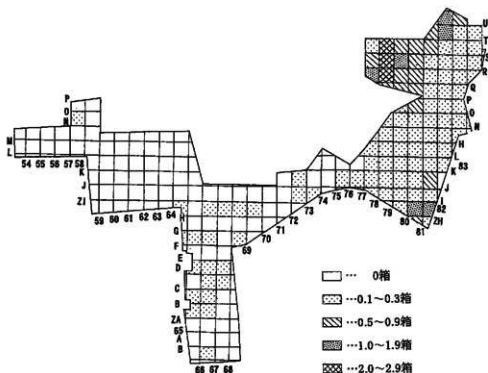 U
T
S
R
Q
P
O
N
H
L
83
K
J
I
82
ZH
P
O
N
M
L
54 55 56 57 58
K
J
ZI
59 60 61 62 63 64
H
G
F
E
D
C
B
ZA
65
A
B
66 67 68
69 70 71 72 73 74 75 76 77 78 79 80 81
… 0箱
…0.1~0.3箱
…0.5~0.9箱
…1.0~1.9箱
…2.0~2.9箱